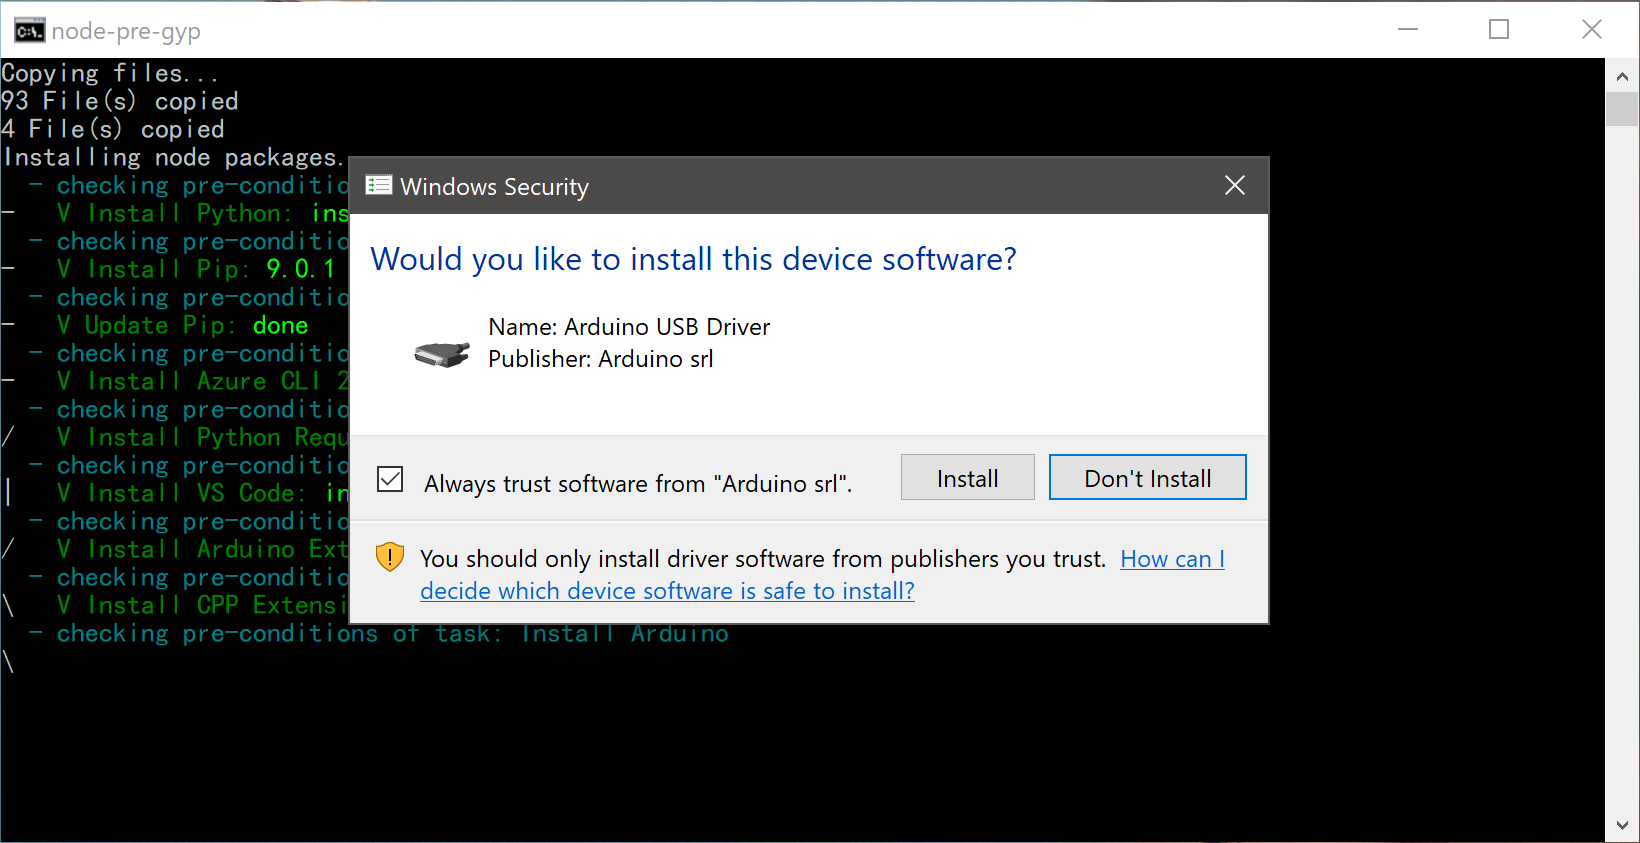 node-pre-gyp
Copying files...
93 File(s) copied
4 File(s) copied
Installing node packages.
- checking pre-conditio
- V Install Python: ins
- checking pre-conditio
- V Install Pip: 9.0.1
- checking pre-conditio
- V Update Pip: done
- checking pre-conditio
- V Install Azure CLI 2
- checking pre-conditio
/ V Install Python Requ
- checking pre-conditio
| V Install VS Code: in
- checking pre-conditio
/ V Install Arduino Ext
- checking pre-conditio
\ V Install CPP Extensi
- checking pre-conditions of task: Install Arduino
\
Windows Security
Would you like to install this device software?
Name: Arduino USB Driver
Publisher: Arduino srl
Always trust software from "Arduino srl".
Install
Don't Install
You should only install driver software from publishers you trust. How can I
decide which device software is safe to install?